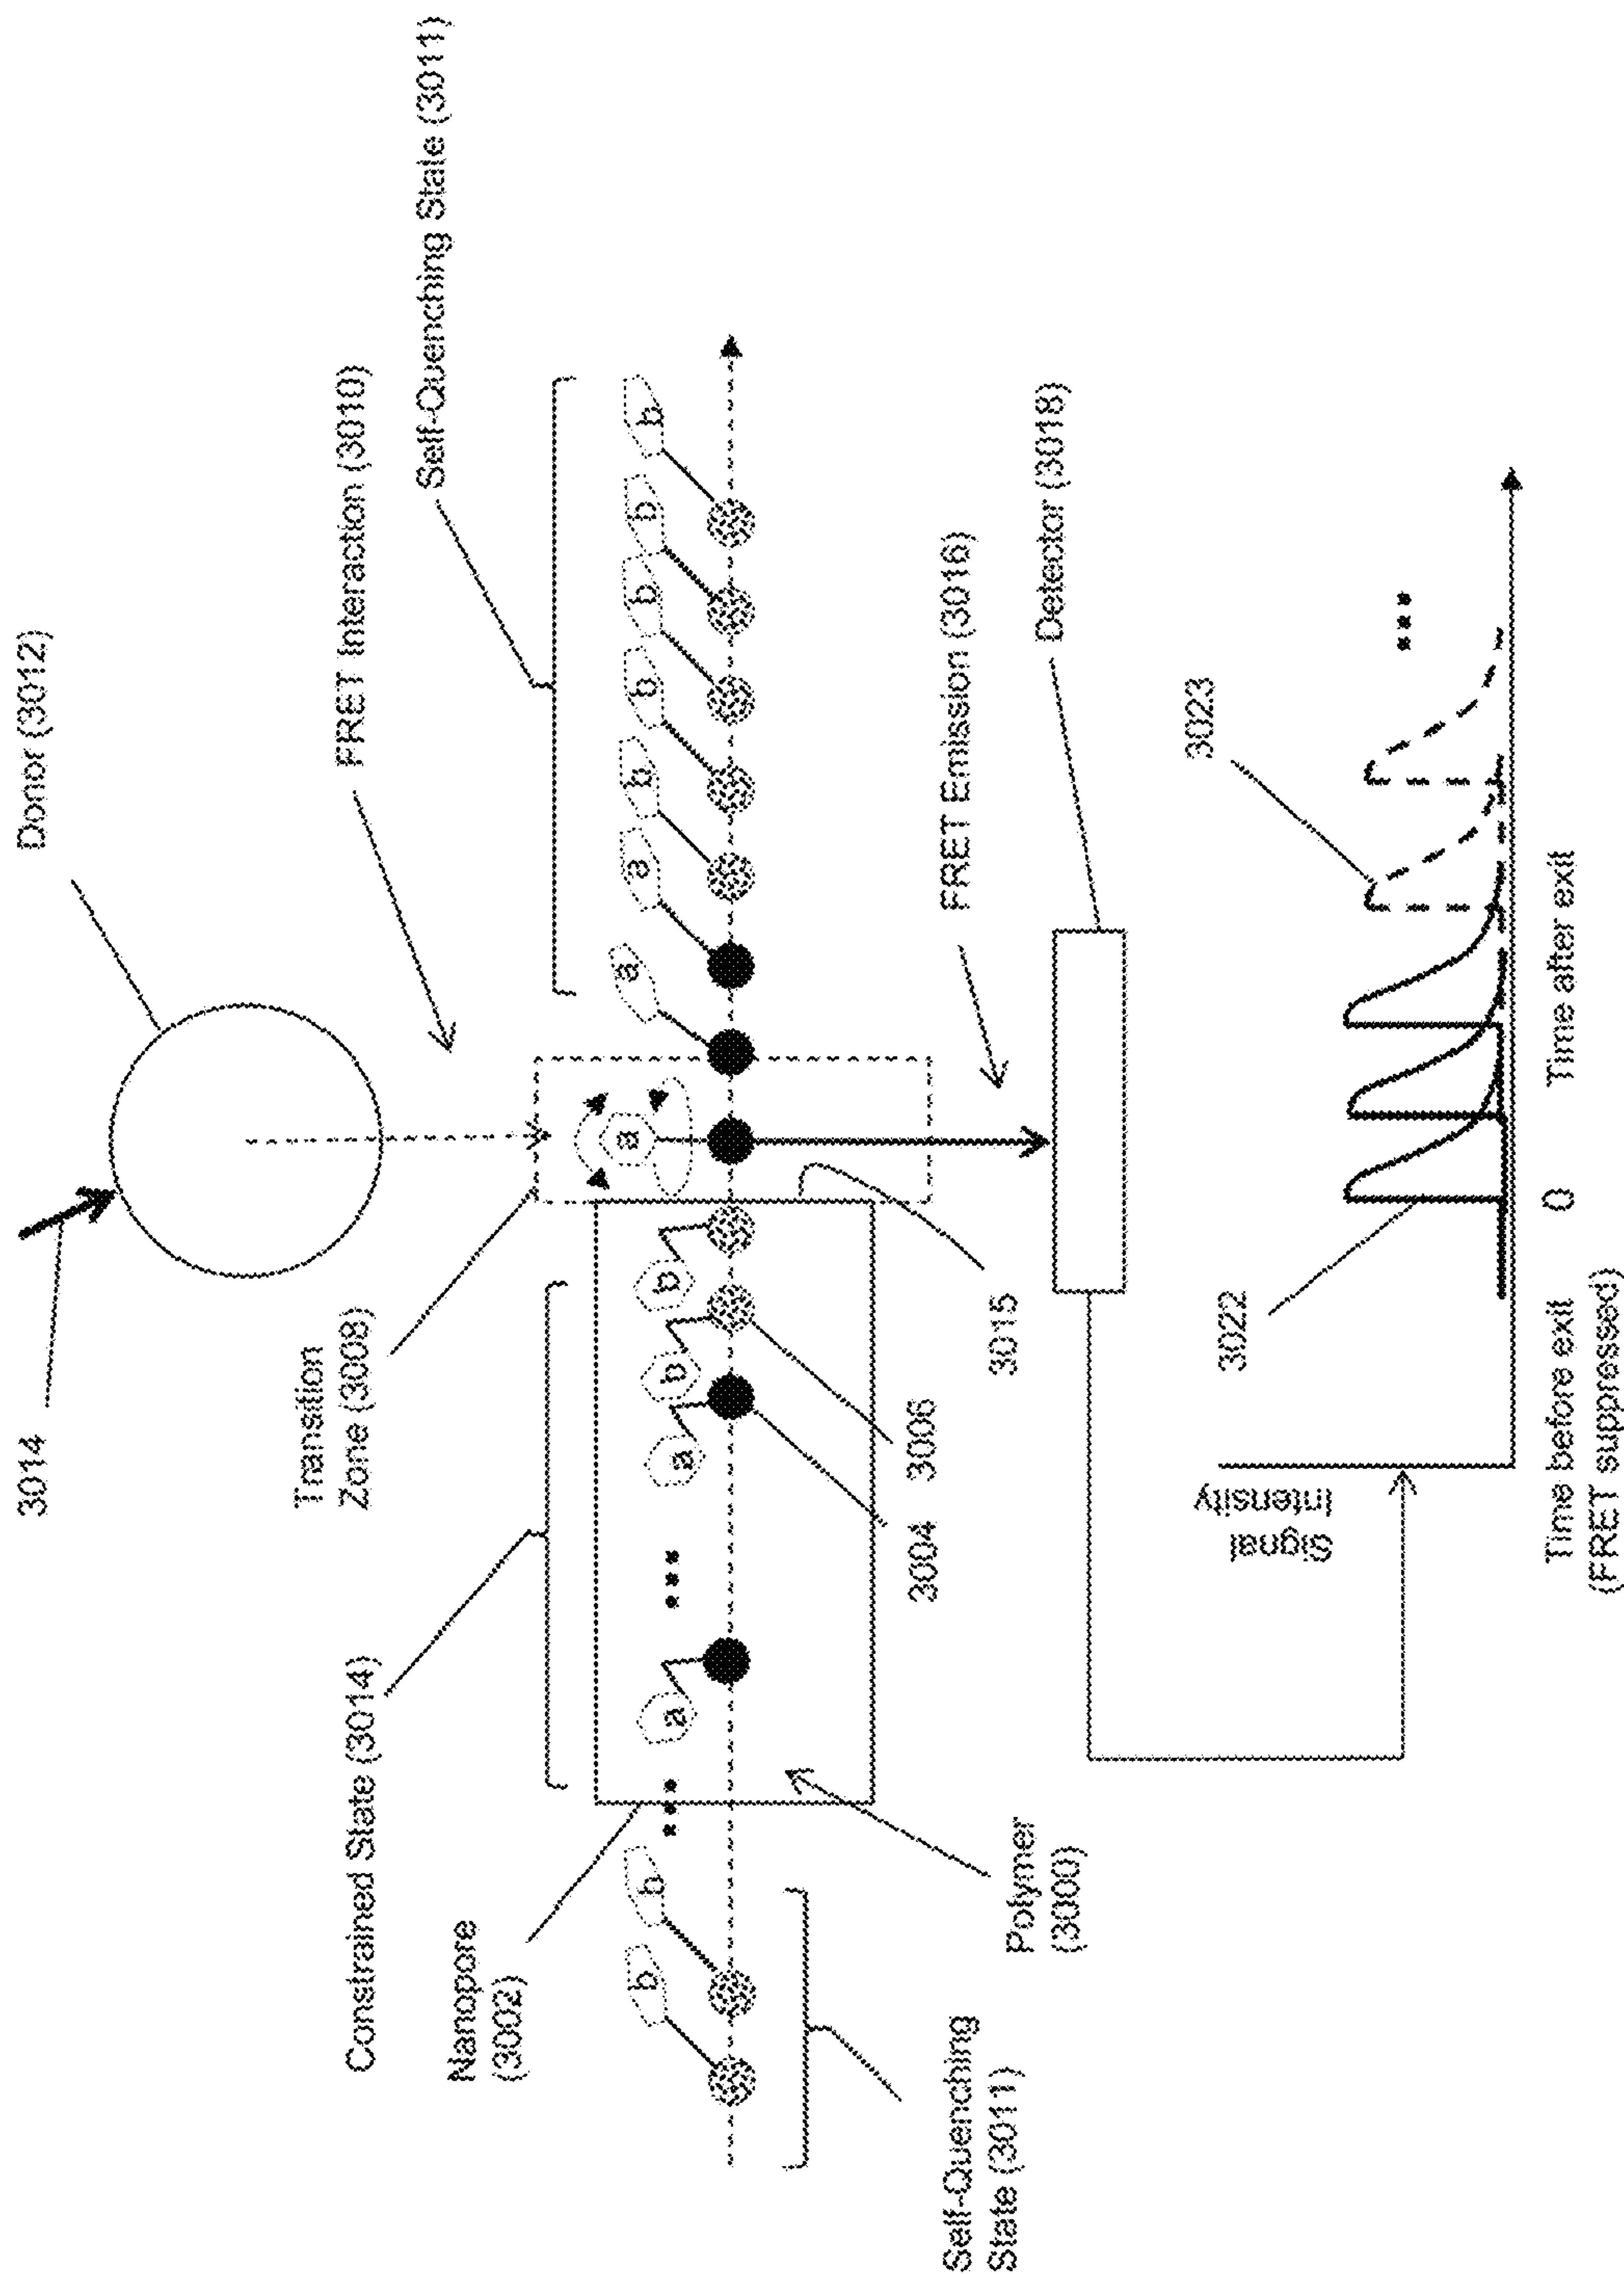 3014
Donor (3012)
Transition
Zone (3008)
FRET Interaction (3010)
Constrained State (3014)
Self-Quenching State (3011)
Nanopore
(3002)
b
b
•••
a
•••
a
b
b
a
a
a
b
b
b
b
b
Self-Quenching
State (3011)
Polymer
(3000)
3004
3006
3015
FRET Emission (3016)
Detector (3018)
Signal
Intensity
3022
3023
•••
Time before exit
(FRET suppressed)
0
Time after exit